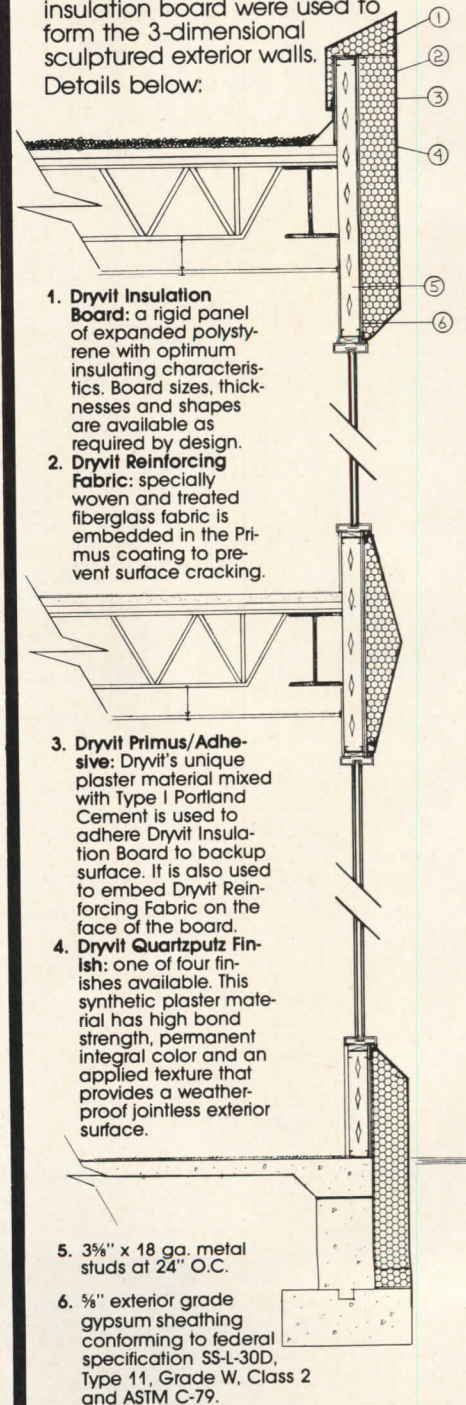 insulation board were used to
form the 3-dimensional
sculptured exterior walls.
Details below:
1
2
3
4
5
6
1. Dryvit Insulation
Board: a rigid panel
of expanded polysty-
rene with optimum
insulating characteris-
tics. Board sizes, thick-
nesses and shapes
are available as
required by design.
2. Dryvit Reinforcing
Fabric: specially
woven and treated
fiberglass fabric is
embedded in the Pri-
mus coating to pre-
vent surface cracking.
3. Dryvit Primus/Adhe-
sive: Dryvit's unique
plaster material mixed
with Type I Portland
Cement is used to
adhere Dryvit Insula-
tion Board to backup
surface. It is also used
to embed Dryvit Rein-
forcing Fabric on the
face of the board.
4. Dryvit Quartzputz Fin-
ish: one of four fin-
ishes available. This
synthetic plaster mate-
rial has high bond
strength, permanent
integral color and an
applied texture that
provides a weather-
proof jointless exterior
surface.
5. 3⅝" x 18 ga. metal
studs at 24" O.C.
6. ⅝" exterior grade
gypsum sheathing
conforming to federal
specification SS-L-30D,
Type 11, Grade W, Class 2
and ASTM C-79.